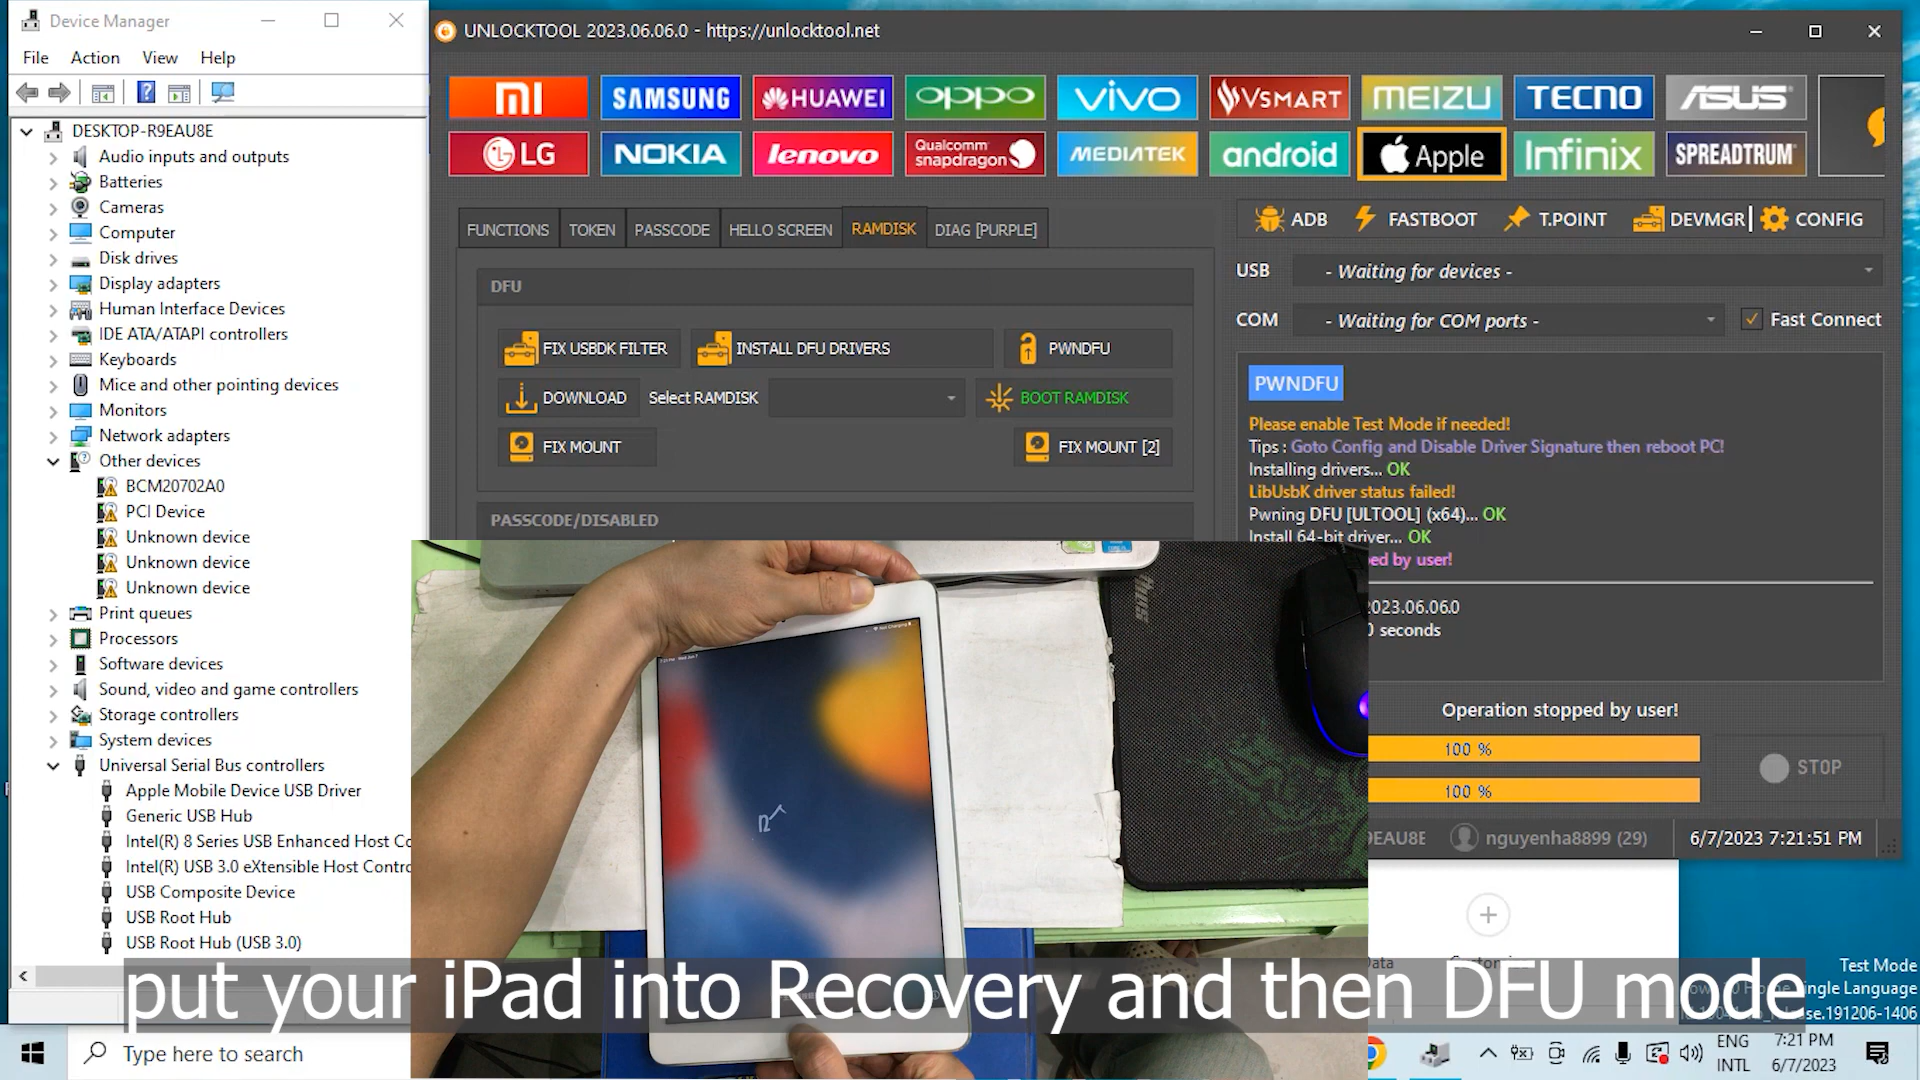 Device Manager
File Action View Help
DESKTOP-R9EAU8E
Audio inputs and outputs
Batteries
Cameras
Computer
Disk drives
Display adapters
Human Interface Devices
IDE ATA/ATAPI controllers
Keyboards
Mice and other pointing devices
Monitors
Network adapters
Other devices
BCM20702A0
PCI Device
Unknown device
Unknown device
Unknown device
Print queues
Processors
Software devices
Sound, video and game controllers
Storage controllers
System devices
Universal Serial Bus controllers
Apple Mobile Device USB Driver
Generic USB Hub
Intel(R) 8 Series USB Enhanced Host Co
Intel(R) USB 3.0 eXtensible Host Contro
USB Composite Device
USB Root Hub
USB Root Hub (USB 3.0)
UNLOCKTOOL 2023.06.06.0 - https://unlocktool.net
MI SAMSUNG HUAWEI OPPO VIVO VSMART MEIZU TECNO ASUS
LG NOKIA lenovo Qualcomm snapdragon MEDIATEK android Apple Infinix SPREADTRUM
FUNCTIONS TOKEN PASSCODE HELLO SCREEN RAMDISK DIAG [PURPLE]
DFU
FIX USBDK FILTER INSTALL DFU DRIVERS PWNDFU
DOWNLOAD Select RAMDISK BOOT RAMDISK
FIX MOUNT FIX MOUNT [2]
PASSCODE/DISABLED
ADB FASTBOOT T.POINT DEVMGR CONFIG
USB - Waiting for devices -
COM - Waiting for COM ports - Fast Connect
PWNDFU
Please enable Test Mode if needed!
Tips : Goto Config and Disable Driver Signature then reboot PC!
Installing drivers... OK
LibUsbK driver status failed!
Pwning DFU [ULTOOL] (x64)... OK
Install 64-bit driver... OK
ped by user!
2023.06.06.0
0 seconds
Operation stopped by user!
100 %
100 %
STOP
9EAU8E nguyenha8899 (29) 6/7/2023 7:21:51 PM
put your iPad into Recovery and then DFU mode
Test Mode
ingle Language
se.191206-1406
Type here to search
ENG
INTL
7:21 PM
6/7/2023